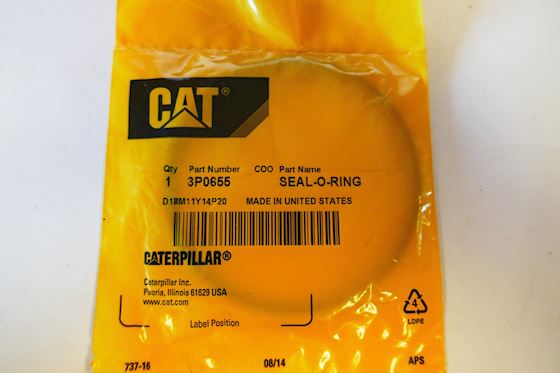 CAT®
Qty Part Number COO Part Name
1 3P0655 SEAL-O-RING
D18M11Y14P20 MADE IN UNITED STATES
CATERPILLAR®
Caterpillar Inc.
Peoria, Illinois 61629 USA
www.cat.com
Label Position
4
LDPE
737-16 08/14 APS